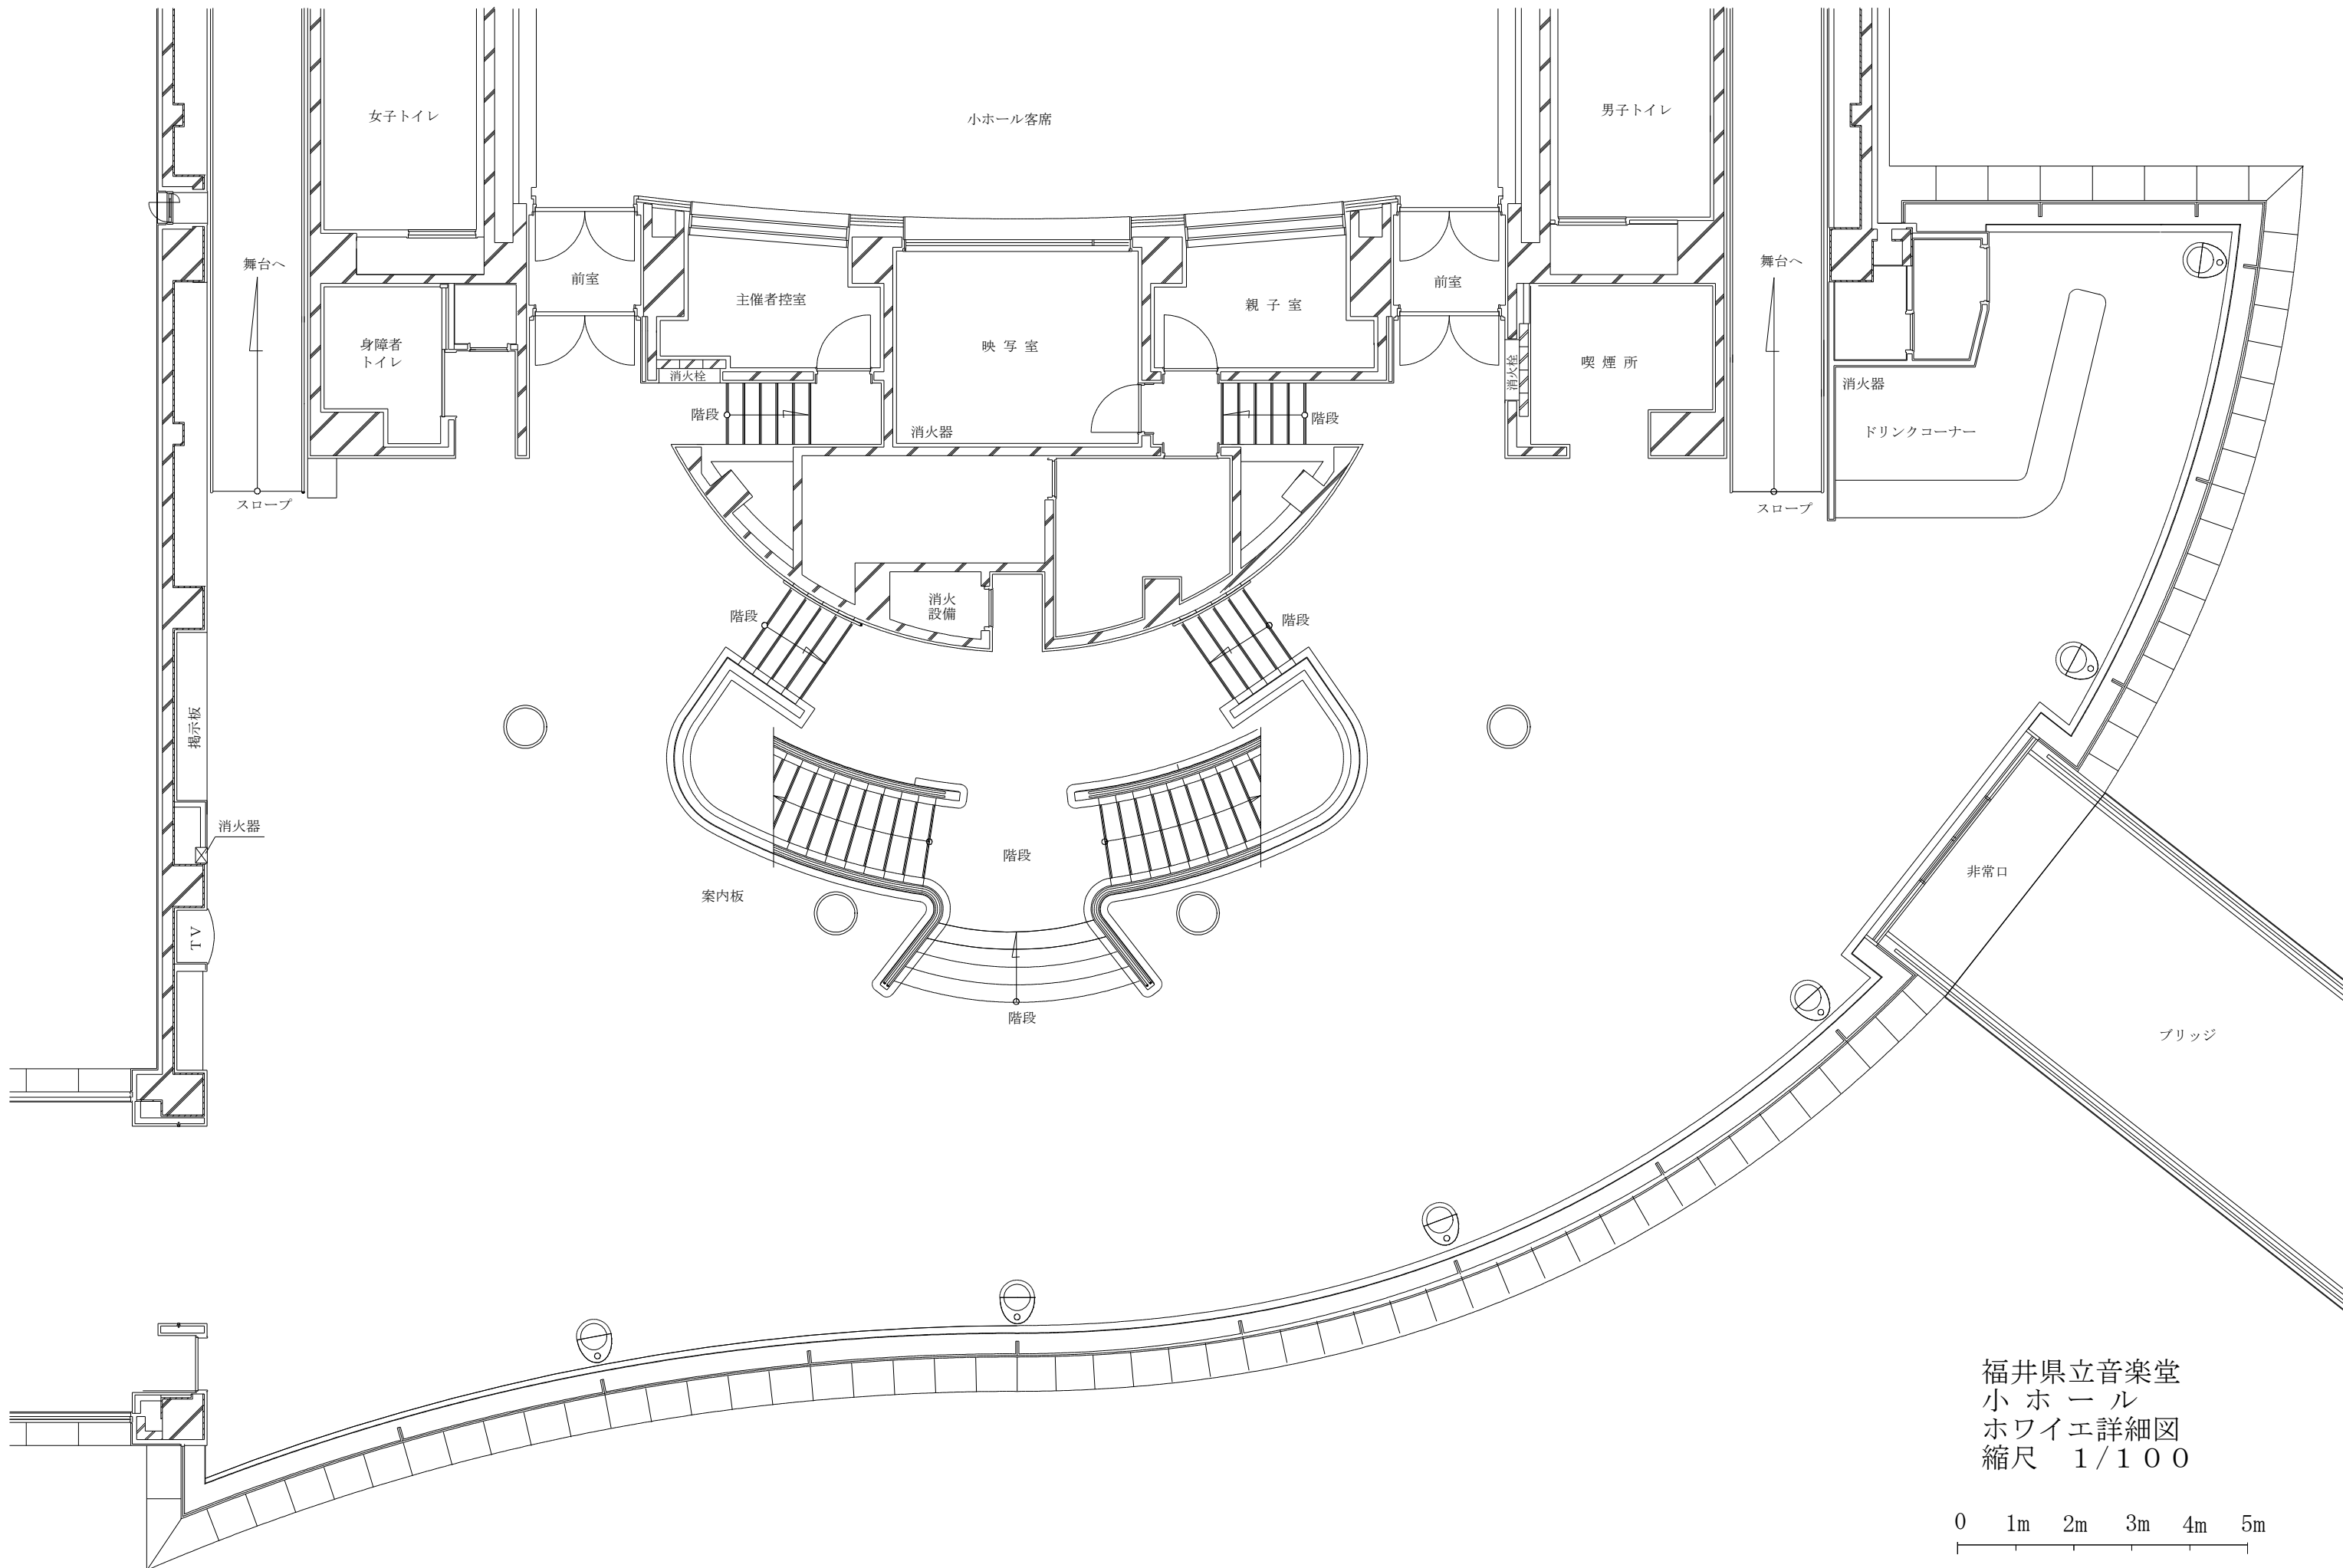 女子トイレ
小ホール客席
男子トイレ
舞台へ
前室
主催者控室
親子室
前室
舞台へ
身障者
トイレ
映写室
喫煙所
消火栓
消火栓
消火器
階段
階段
消火器
ドリンクコーナー
スロープ
スロープ
消火
設備
階段
階段
掲示板
消火器
階段
非常口
案内板
TV
階段
ブリッジ
福井県立音楽堂
小ホール
ホワイエ詳細図
縮尺 1/100
0 1m 2m 3m 4m 5m